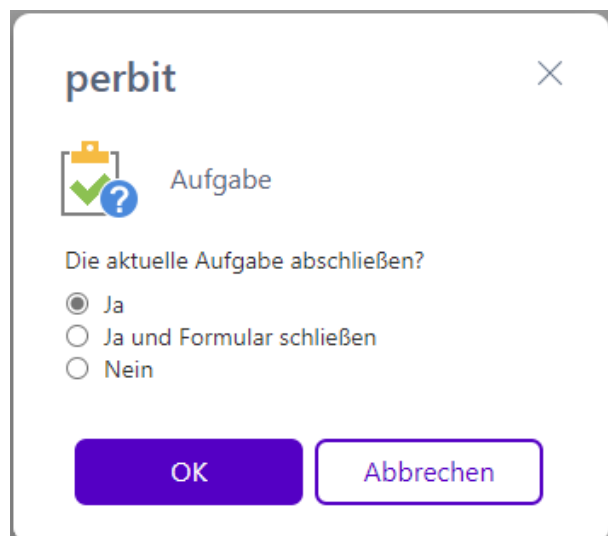 perbit
Aufgabe
Die aktuelle Aufgabe abschließen?
Ja
Ja und Formular schließen
Nein
OK
Abbrechen